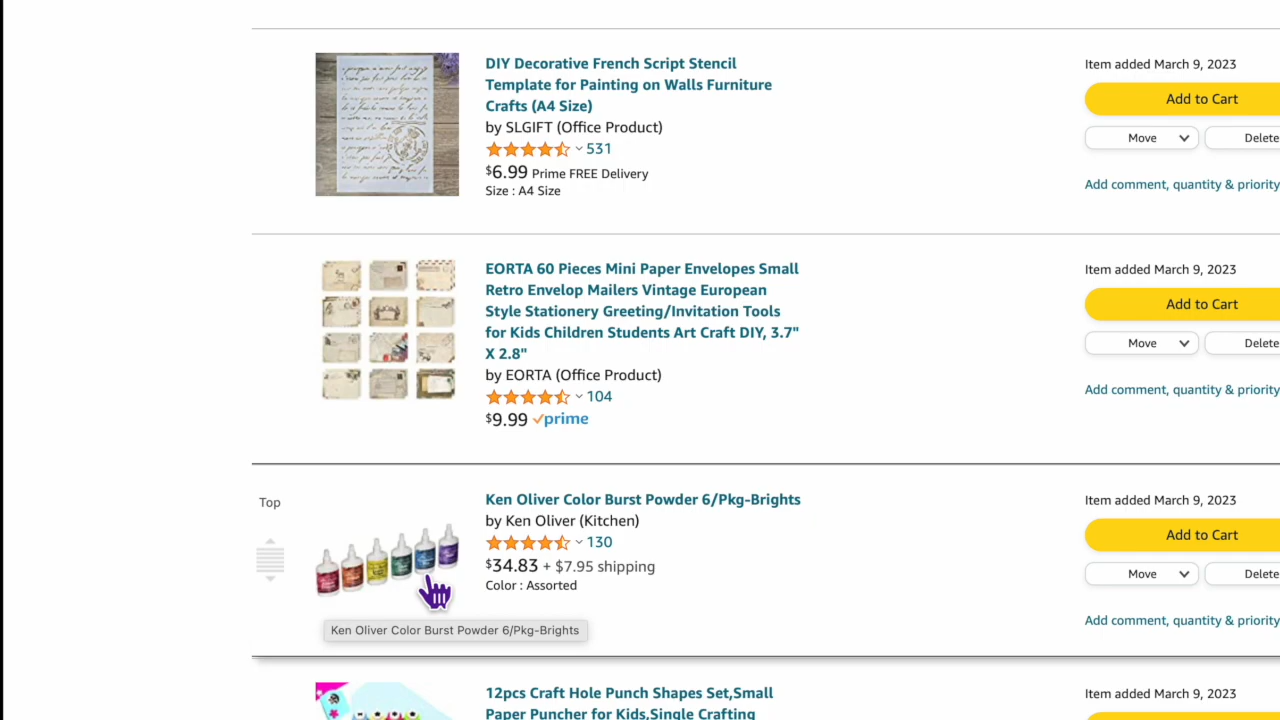 DIY Decorative French Script Stencil
Template for Painting on Walls Furniture
Crafts (A4 Size)
by SLGIFT (Office Product)
531
$6.99 Prime FREE Delivery
Size : A4 Size
Item added March 9, 2023
Add to Cart
Move
Delete
Add comment, quantity & priority
EORTA 60 Pieces Mini Paper Envelopes Small
Retro Envelop Mailers Vintage European
Style Stationery Greeting/Invitation Tools
for Kids Children Students Art Craft DIY, 3.7"
X 2.8"
by EORTA (Office Product)
104
$9.99 prime
Item added March 9, 2023
Add to Cart
Move
Delete
Add comment, quantity & priority
Top
Ken Oliver Color Burst Powder 6/Pkg-Brights
by Ken Oliver (Kitchen)
130
$34.83 + $7.95 shipping
Color : Assorted
Ken Oliver Color Burst Powder 6/Pkg-Brights
Item added March 9, 2023
Add to Cart
Move
Delete
Add comment, quantity & priority
12pcs Craft Hole Punch Shapes Set,Small
Paper Puncher for Kids,Single Crafting
Item added March 9, 2023